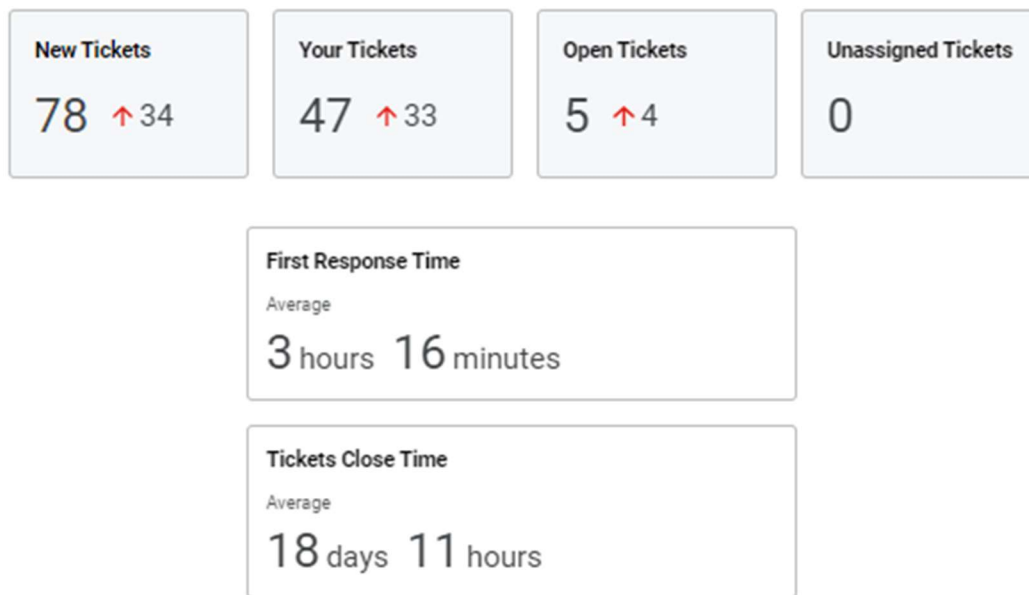 New Tickets
78 ↑ 34
Your Tickets
47 ↑ 33
Open Tickets
5 ↑ 4
Unassigned Tickets
0
First Response Time
Average
3 hours 16 minutes
Tickets Close Time
Average
18 days 11 hours